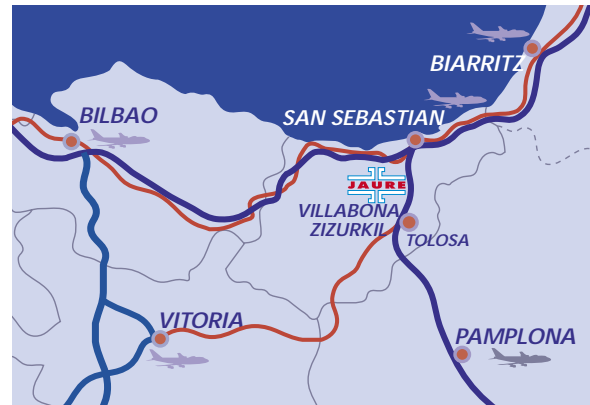 BIARRITZ
BILBAO
SAN SEBASTIAN
JAURE
VILLABONA
ZIZURKIL
TOLOSA
VITORIA
PAMPLONA